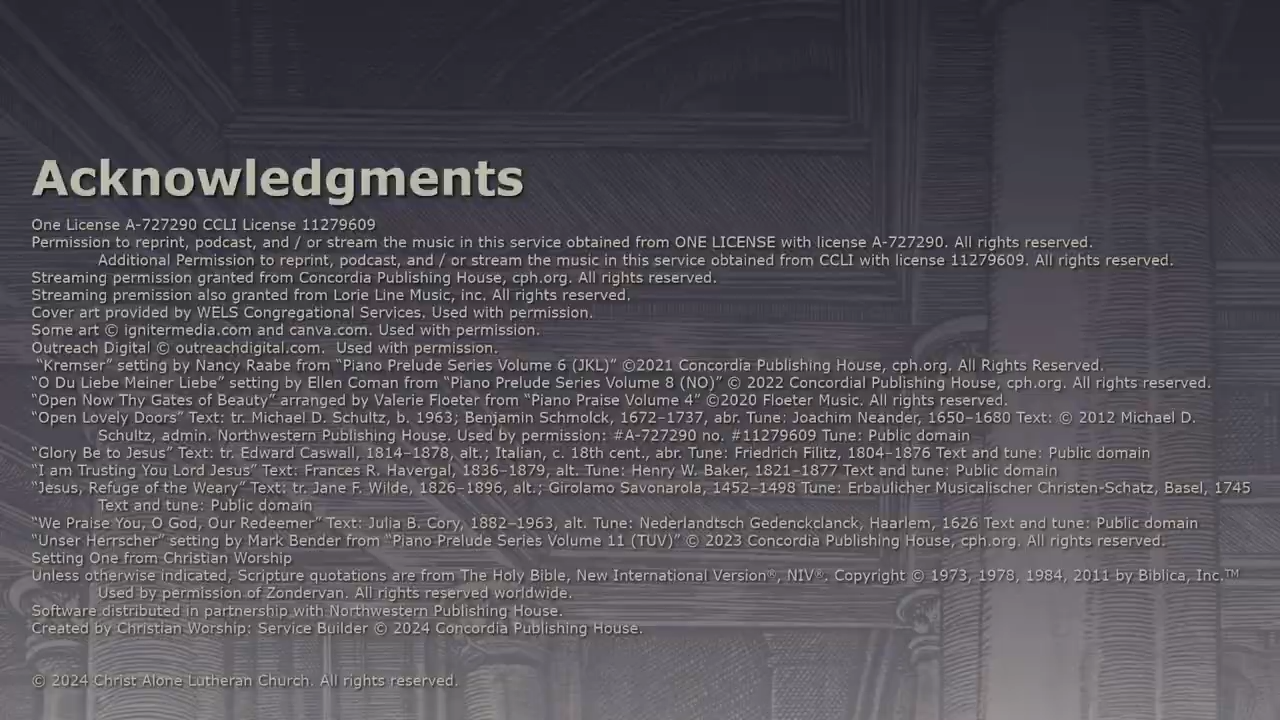 Acknowledgments
One License A-727290 CCLI License 11279609
Permission to reprint, podcast, and / or stream the music in this service obtained from ONE LICENSE with license A-727290. All rights reserved.
Additional Permission to reprint, podcast, and / or stream the music in this service obtained from CCLI with license 11279609. All rights reserved.
Streaming permission granted from Concordia Publishing House, cph.org. All rights reserved.
Streaming premission also granted from Lorie Line Music, inc. All rights reserved.
Cover art provided by WELS Congregational Services. Used with permission.
Some art © ignitermedia.com and canva.com. Used with permission.
Outreach Digital © outreachdigital.com.  Used with permission.
“Kremser” setting by Nancy Raabe from “Piano Prelude Series Volume 6 (JKL)” ©2021 Concordia Publishing House, cph.org. All Rights Reserved.
“O Du Liebe Meiner Liebe” setting by Ellen Coman from “Piano Prelude Series Volume 8 (NO)” © 2022 Concordial Publishing House, cph.org. All rights reserved.
“Open Now Thy Gates of Beauty” arranged by Valerie Floeter from “Piano Praise Volume 4” ©2020 Floeter Music. All rights reserved.
“Open Lovely Doors” Text: tr. Michael D. Schultz, b. 1963; Benjamin Schmolck, 1672–1737, abr. Tune: Joachim Neander, 1650–1680 Text: © 2012 Michael D.
Schultz, admin. Northwestern Publishing House. Used by permission: #A-727290 no. #11279609 Tune: Public domain
“Glory Be to Jesus” Text: tr. Edward Caswall, 1814–1878, alt.; Italian, c. 18th cent., abr. Tune: Friedrich Filitz, 1804–1876 Text and tune: Public domain
“I am Trusting You Lord Jesus” Text: Frances R. Havergal, 1836–1879, alt. Tune: Henry W. Baker, 1821–1877 Text and tune: Public domain
“Jesus, Refuge of the Weary” Text: tr. Jane F. Wilde, 1826–1896, alt.; Girolamo Savonarola, 1452–1498 Tune: Erbaulicher Musicalischer Christen-Schatz, Basel, 1745
Text and tune: Public domain
“We Praise You, O God, Our Redeemer” Text: Julia B. Cory, 1882–1963, alt. Tune: Nederlandtsch Gedenckclanck, Haarlem, 1626 Text and tune: Public domain
“Unser Herrscher” setting by Mark Bender from “Piano Prelude Series Volume 11 (TUV)” © 2023 Concordia Publishing House, cph.org. All rights reserved.
Setting One from Christian Worship
Unless otherwise indicated, Scripture quotations are from The Holy Bible, New International Version®, NIV®. Copyright © 1973, 1978, 1984, 2011 by Biblica, Inc.™
Used by permission of Zondervan. All rights reserved worldwide.
Software distributed in partnership with Northwestern Publishing House.
Created by Christian Worship: Service Builder © 2024 Concordia Publishing House.
© 2024 Christ Alone Lutheran Church. All rights reserved.